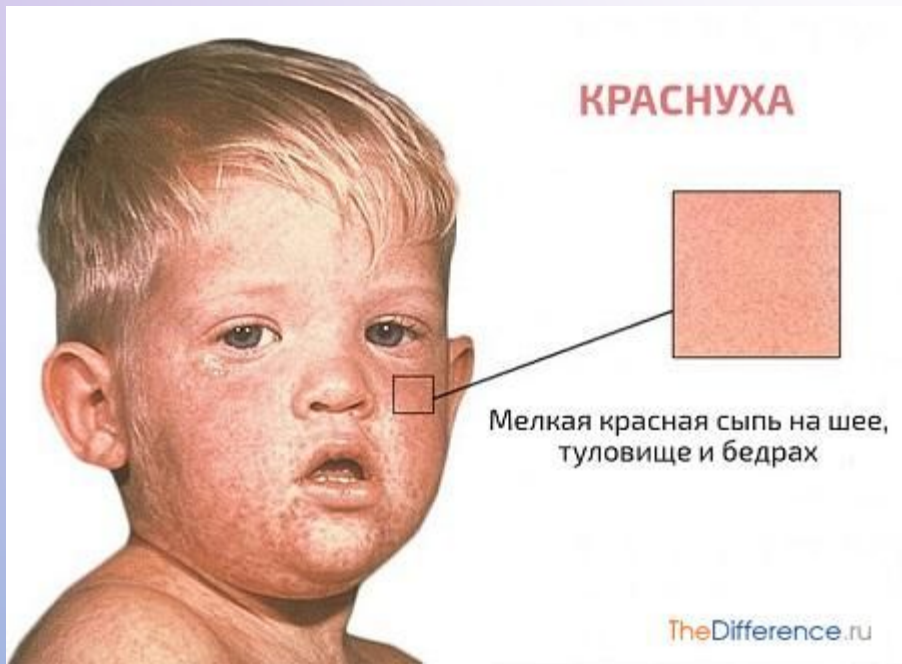 КРАСНУХА
Мелкая красная сыпь на шее,
туловище и бедрах
TheDifference.ru